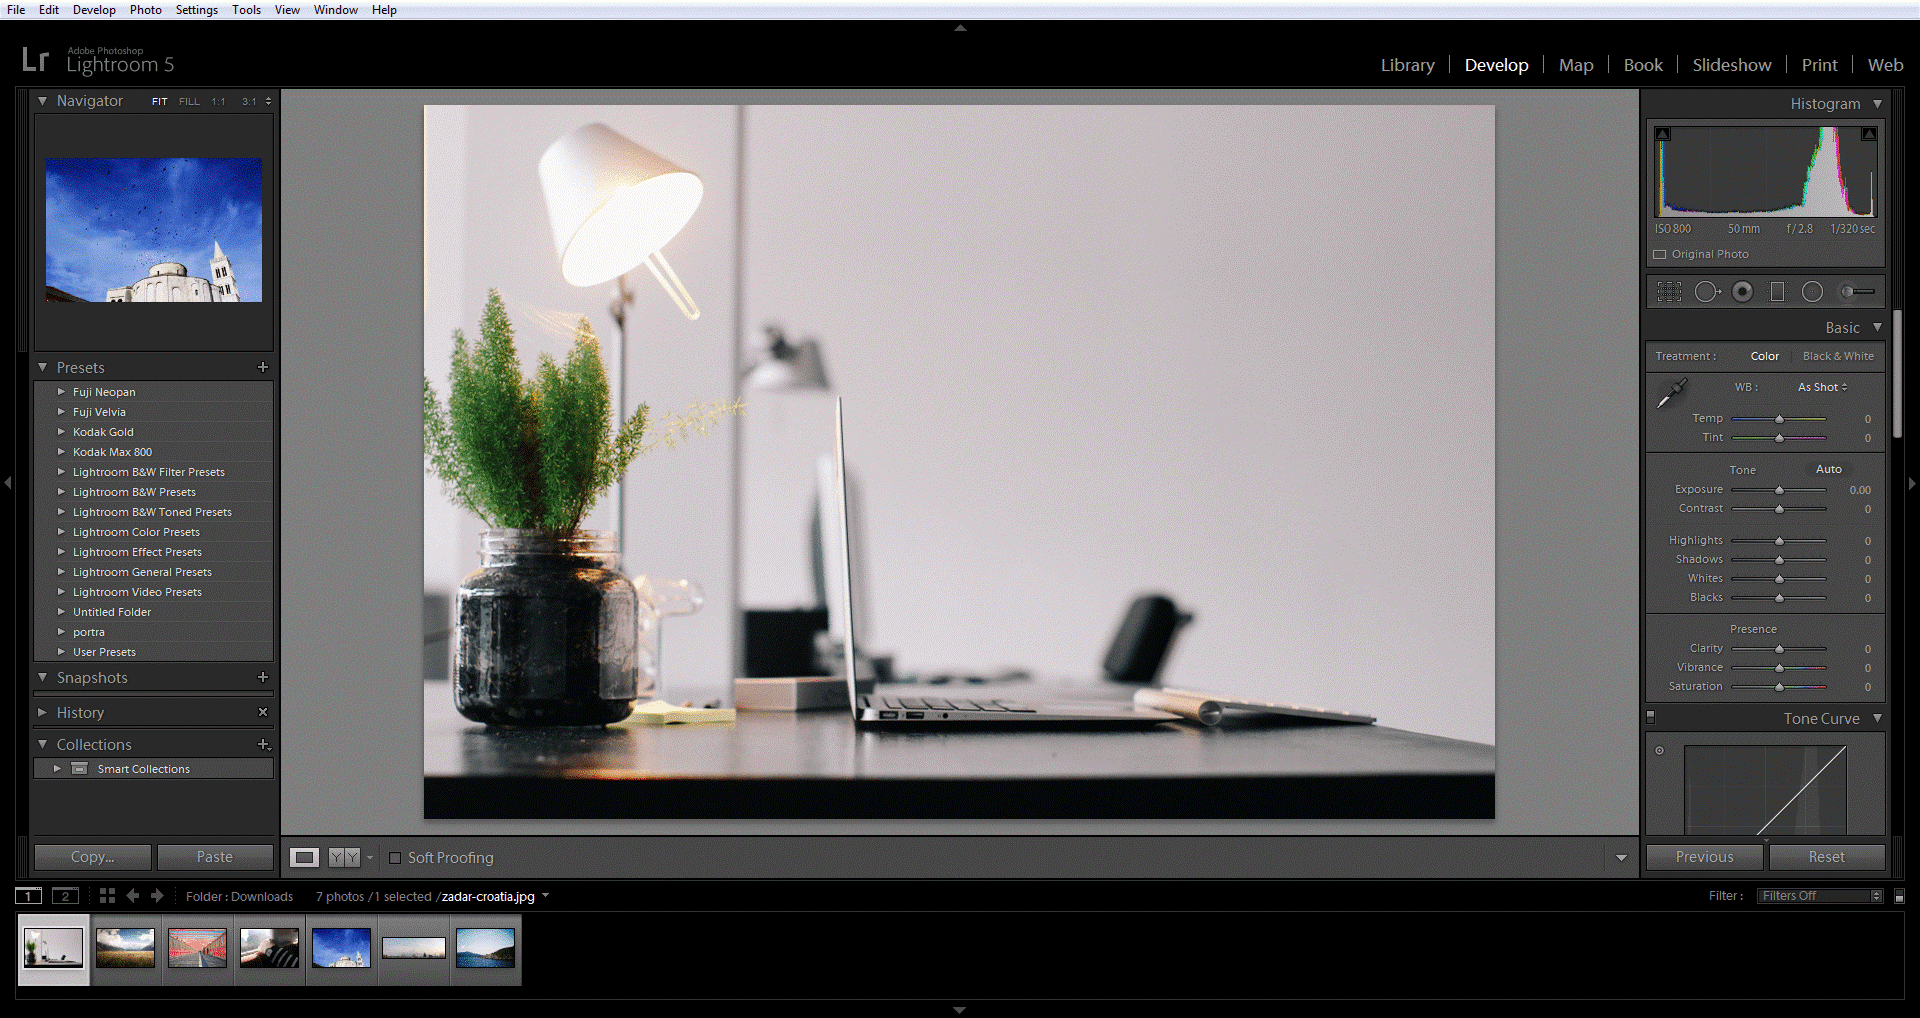 File Edit Develop Photo Settings Tools View Window Help
Lr Adobe Photoshop
Lightroom 5
Library Develop Map Book Slideshow Print Web
Navigator FIT FILL 1:1 3:1
Presets +
Fuji Neopan
Fuji Velvia
Kodak Gold
Kodak Max 800
Lightroom B&W Filter Presets
Lightroom B&W Presets
Lightroom B&W Toned Presets
Lightroom Color Presets
Lightroom Effect Presets
Lightroom General Presets
Lightroom Video Presets
Untitled Folder
portra
User Presets
Snapshots +
History ×
Collections +
Smart Collections
Copy... Paste
Y Y Soft Proofing
Histogram
ISO 800 50 mm f / 2.8 1/320 sec
Original Photo
Basic
Treatment : Color Black & White
WB : As Shot
Temp 0
Tint 0
Tone Auto
Exposure 0.00
Contrast 0
Highlights 0
Shadows 0
Whites 0
Blacks 0
Presence
Clarity 0
Vibrance 0
Saturation 0
Tone Curve
Previous Reset
1 2 Folder : Downloads 7 photos /1 selected /zadar-croatia.jpg Filter : Filters Off